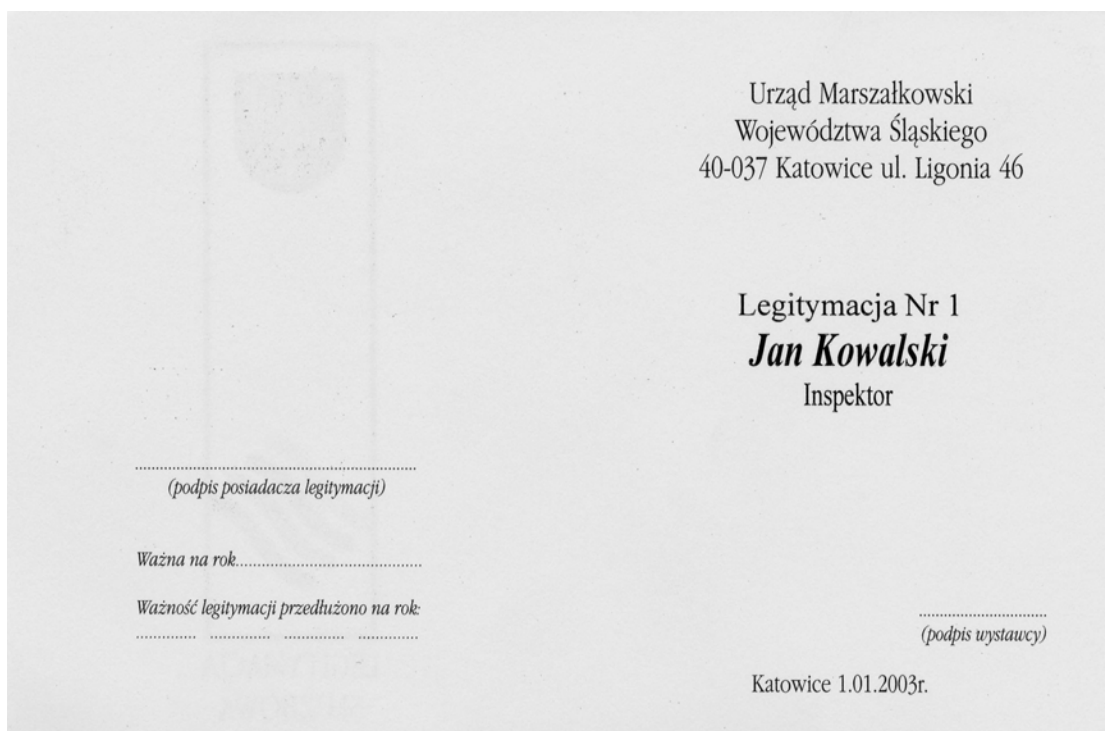 (podpis posiadacza legitymacji)
Ważna na rok
Ważność legitymacji przedłużono na rok:
Urząd Marszałkowski
Województwa Śląskiego
40-037 Katowice ul. Ligonia 46
Legitymacja Nr 1
Jan Kowalski
Inspektor
(podpis wystawcy)
Katowice 1.01.2003r.